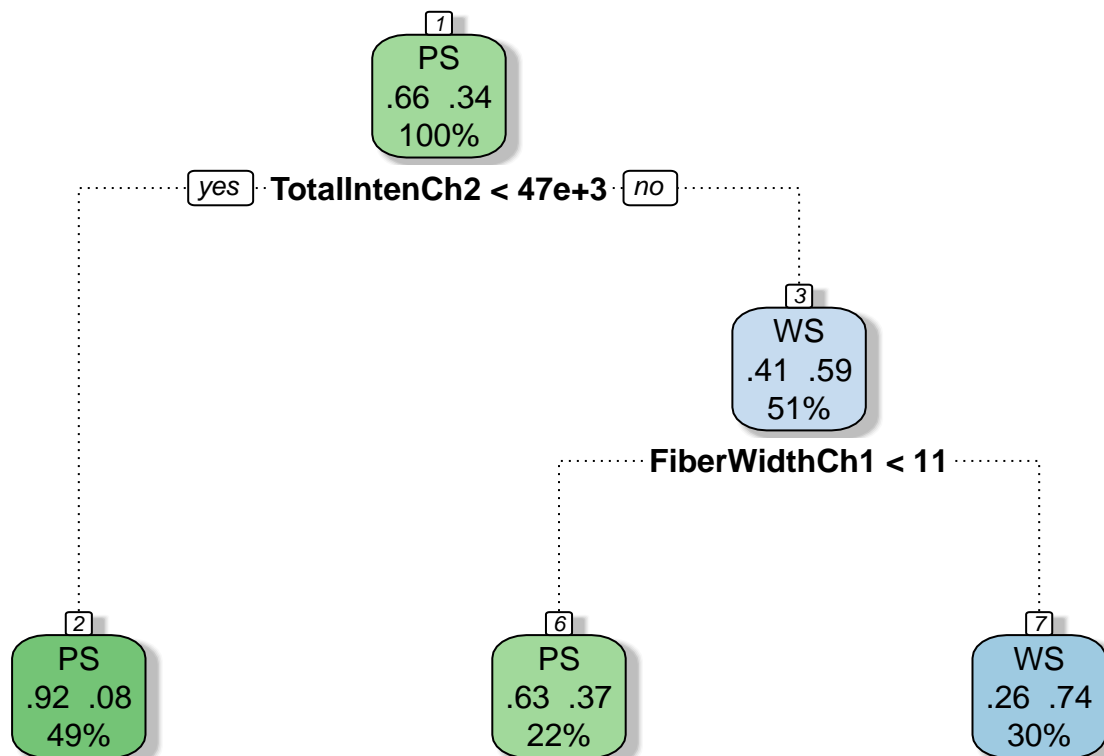 1
PS
.66 .34
100%
yes TotalIntenCh2 < 47e+3 no
3
WS
.41 .59
51%
FiberWidthCh1 < 11
2
PS
.92 .08
49%
6
PS
.63 .37
22%
7
WS
.26 .74
30%